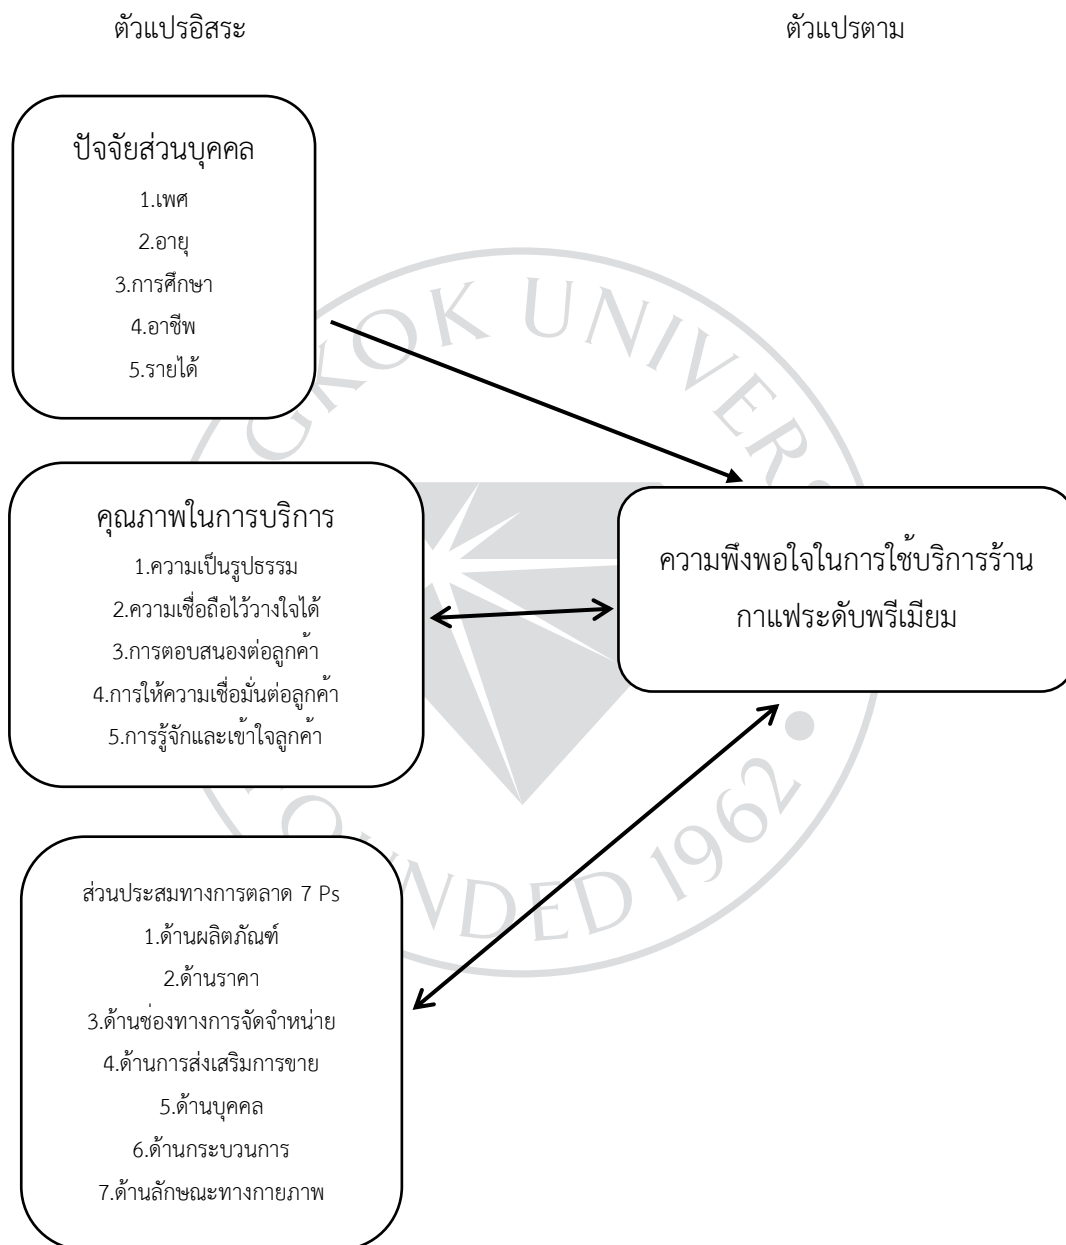 ตัวแปรอิสระ
ตัวแปรตาม
ปัจจัยส่วนบุคคล
1.เพศ
2.อายุ
3.การศึกษา
4.อาชีพ
5.รายได้
คุณภาพในการบริการ
1.ความเป็นรูปธรรม
2.ความเชื่อถือไว้วางใจได้
3.การตอบสนองต่อลูกค้า
4.การให้ความเชื่อมั่นต่อลูกค้า
5.การรู้จักและเข้าใจลูกค้า
ความพึงพอใจในการใช้บริการร้าน
กาแฟระดับพรีเมียม
ส่วนประสมทางการตลาด 7 Ps
1.ด้านผลิตภัณฑ์
2.ด้านราคา
3.ด้านช่องทางการจัดจำหน่าย
4.ด้านการส่งเสริมการขาย
5.ด้านบุคคล
6.ด้านกระบวนการ
7.ด้านลักษณะทางกายภาพ
GKOK UNIVER
OUNDED 1962